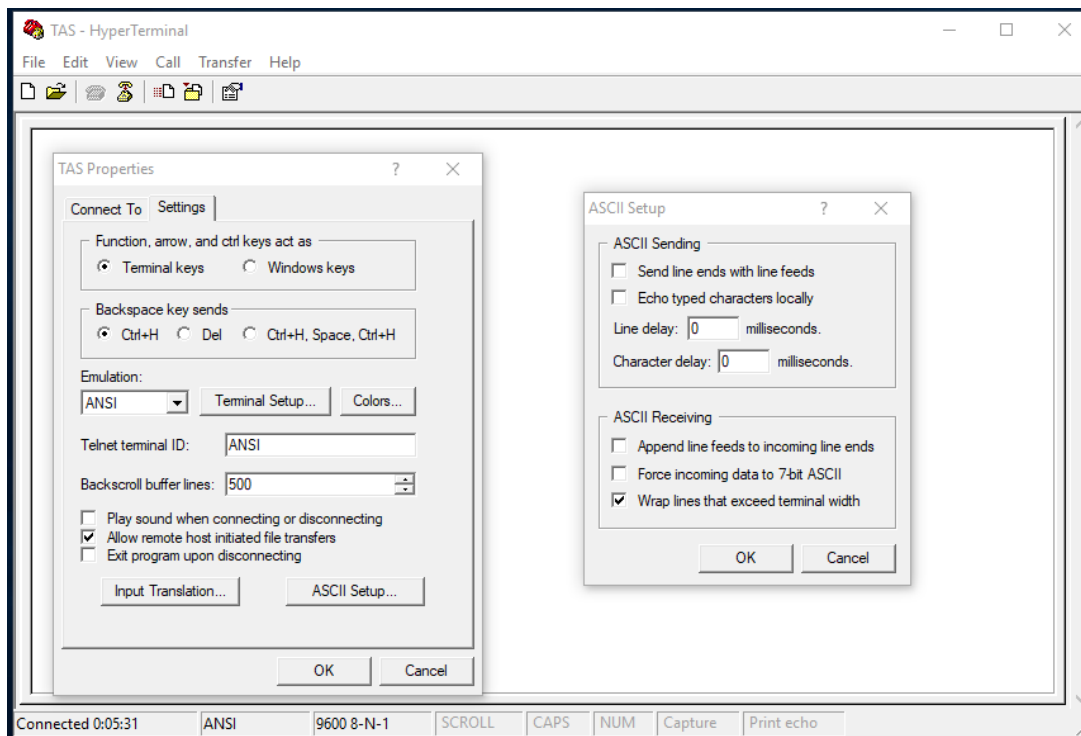 TAS - HyperTerminal
File Edit View Call Transfer Help
TAS Properties ?
Connect To Settings
Function, arrow, and ctrl keys act as
Terminal keys Windows keys
Backspace key sends
Ctrl+H Del Ctrl+H, Space, Ctrl+H
Emulation:
ANSI Terminal Setup... Colors...
Telnet terminal ID: ANSI
Backscroll buffer lines: 500
Play sound when connecting or disconnecting
Allow remote host initiated file transfers
Exit program upon disconnecting
Input Translation... ASCII Setup...
OK Cancel
ASCII Setup ?
ASCII Sending
Send line ends with line feeds
Echo typed characters locally
Line delay: 0 milliseconds.
Character delay: 0 milliseconds.
ASCII Receiving
Append line feeds to incoming line ends
Force incoming data to 7-bit ASCII
Wrap lines that exceed terminal width
OK Cancel
Connected 0:05:31 ANSI 9600 8-N-1 SCROLL CAPS NUM Capture Print echo